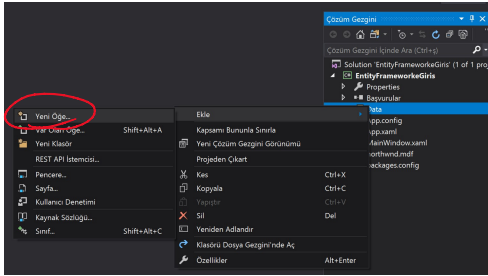 Çözüm Gezgini
Çözüm Gezgini İçinde Ara (Ctrl+ş)
Solution 'EntityFrameworkeGiris' (1 of 1 proj
EntityFrameworkeGiris
Properties
Başvurular
Data
App.config
App.xaml
MainWindow.xaml
northwnd.mdf
packages.config
Ekle
Kapsamı Bununla Sınırla
Yeni Çözüm Gezgini Görünümü
Projeden Çıkart
Kes Ctrl+X
Kopyala Ctrl+C
Yapıştır Ctrl+V
Sil Del
Yeniden Adlandır
Klasörü Dosya Gezgini'nde Aç
Özellikler Alt+Enter
Yeni Öğe...
Var Olan Öğe... Shift+Alt+A
Yeni Klasör
REST API İstemcisi...
Pencere...
Sayfa...
Kullanıcı Denetimi
Kaynak Sözlüğü...
Sınıf... Shift+Alt+C